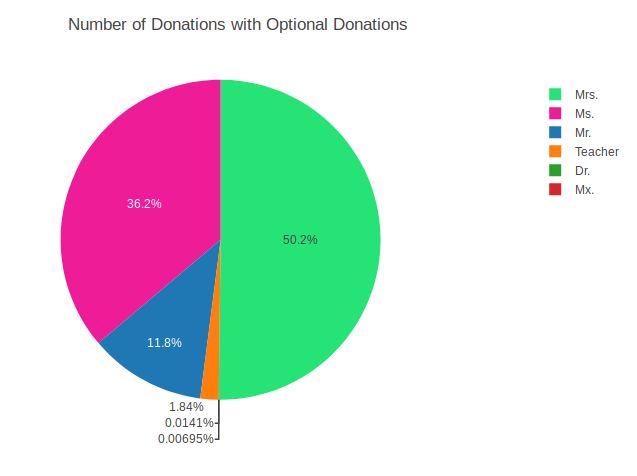 Number of Donations with Optional Donations
Mrs.
Ms.
Mr.
Teacher
Dr.
Mx.
36.2%
50.2%
11.8%
1.84%
0.0141%
0.00695%